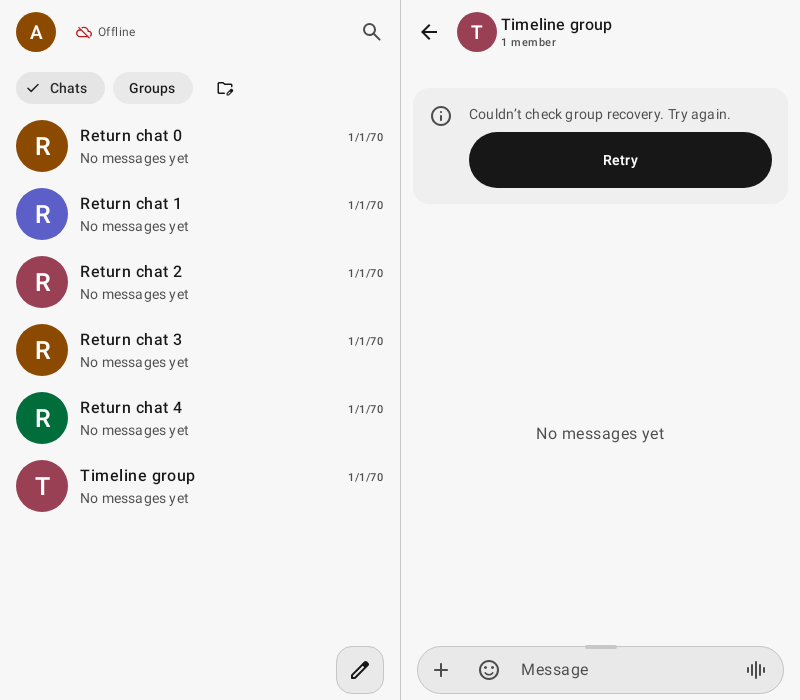 A
Offline
Chats
Groups
R
Return chat 0
1/1/70
No messages yet
R
Return chat 1
1/1/70
No messages yet
R
Return chat 2
1/1/70
No messages yet
R
Return chat 3
1/1/70
No messages yet
R
Return chat 4
1/1/70
No messages yet
T
Timeline group
1/1/70
No messages yet
T
Timeline group
1 member
Couldn't check group recovery. Try again.
Retry
No messages yet
Message